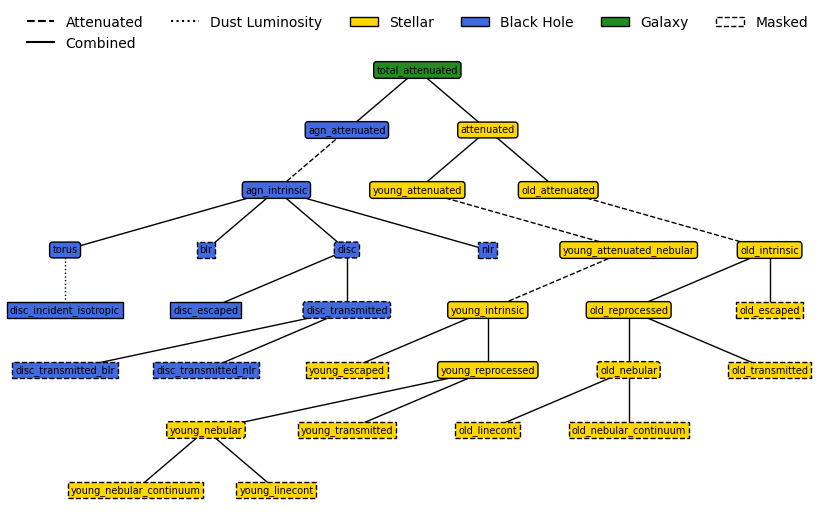 Attenuated
Dust Luminosity
Stellar
Black Hole
Galaxy
Masked
Combined
total_attenuated
agn_attenuated
attenuated
agn_intrinsic
young_attenuated
old_attenuated
torus
blr
disc
nlr
young_attenuated_nebular
old_intrinsic
disc_incident_isotropic
disc_escaped
disc_transmitted
young_intrinsic
old_reprocessed
old_escaped
disc_transmitted_blr
disc_transmitted_nlr
young_escaped
young_reprocessed
old_nebular
old_transmitted
young_nebular
young_transmitted
old_linecont
old_nebular_continuum
young_nebular_continuum
young_linecont